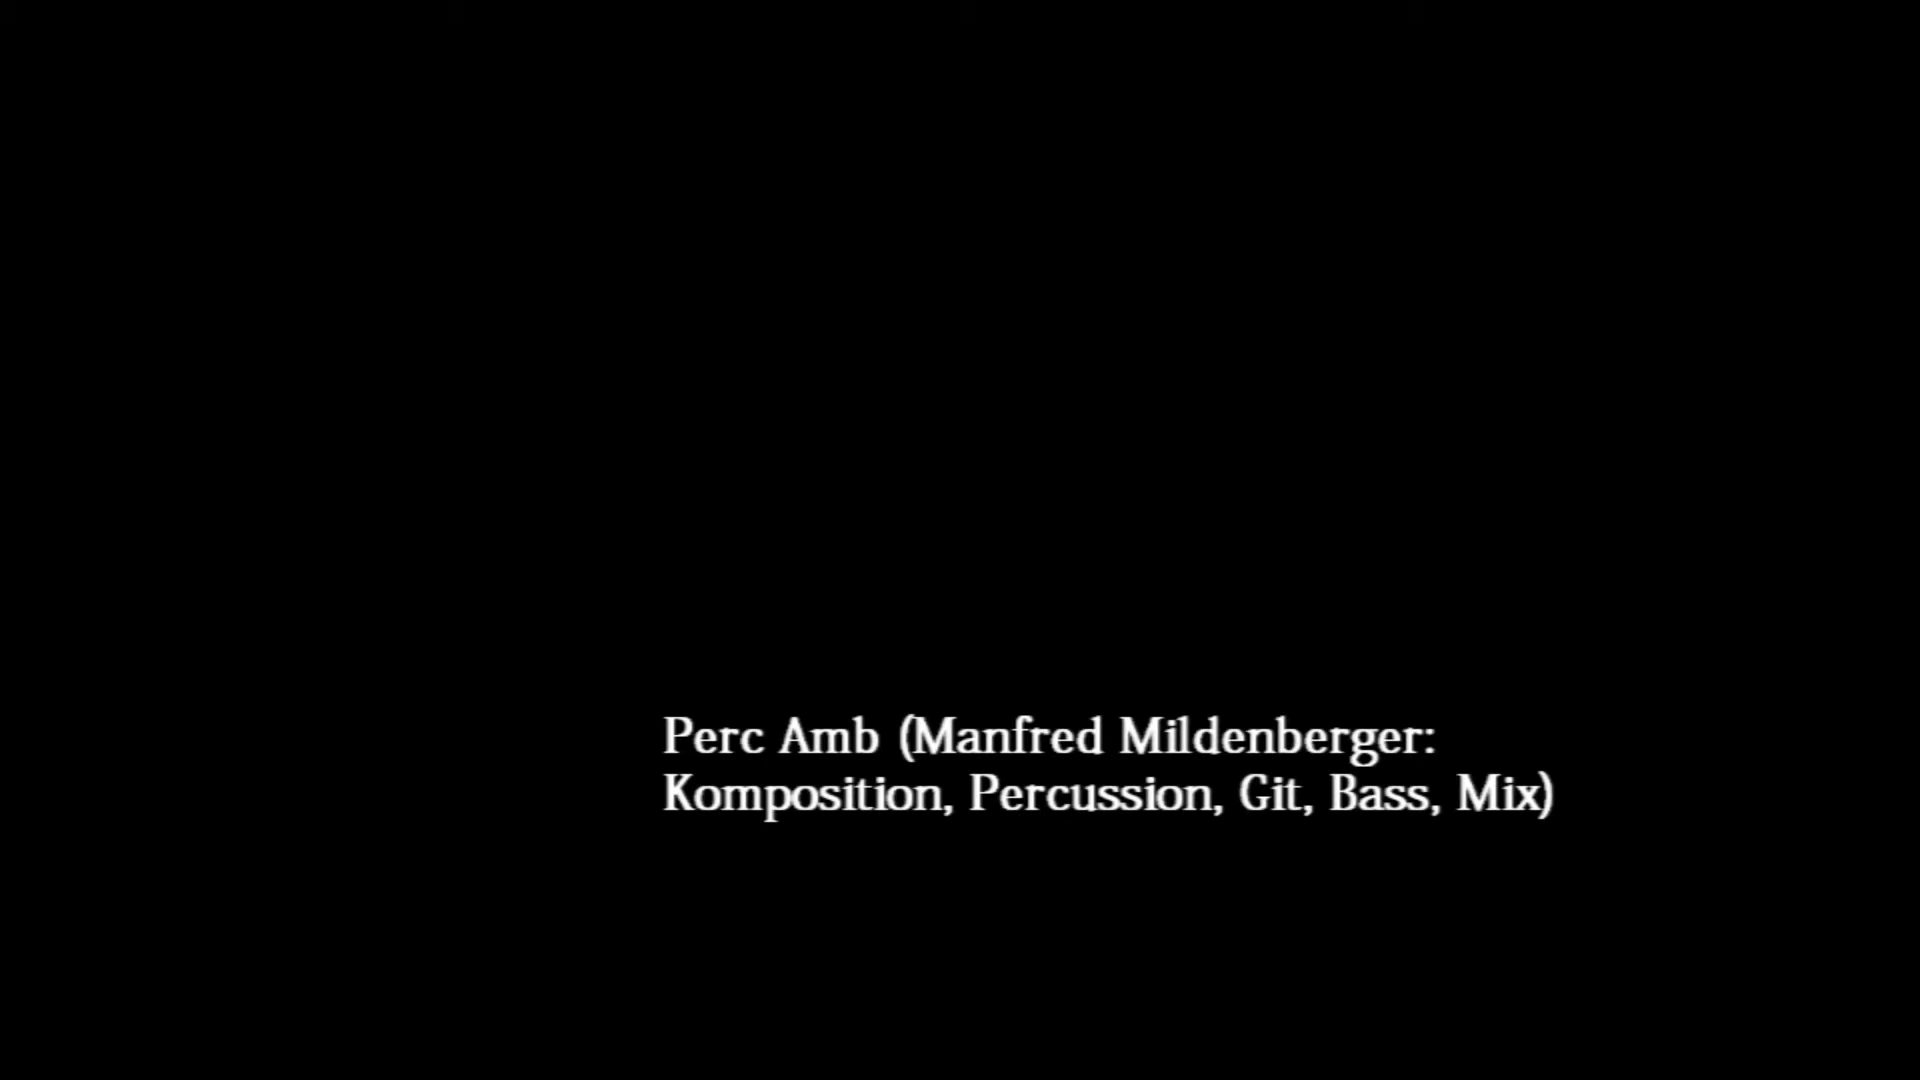 Perc Amb (Manfred Mildenberger:
Komposition, Percussion, Git, Bass, Mix)